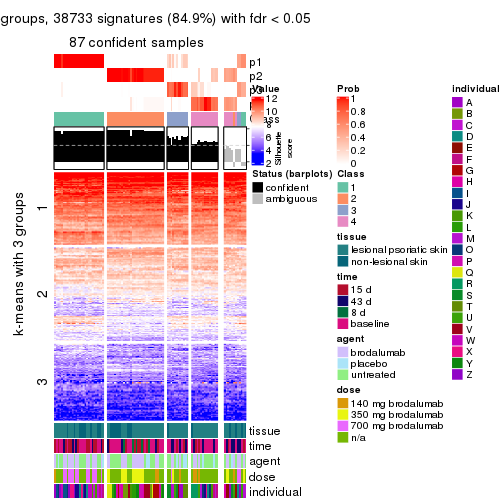 groups, 38733 signatures (84.9%) with fdr < 0.05
87 confident samples
p1
p2
Value
12
10
8
6
4
2
Silhouette score
k-means with 3 groups
1
2
3
Status (barplots)
confident
ambiguous
Prob
1
0.8
0.6
0.4
0.2
0
Class
1
2
3
4
tissue
lesional psoriatic skin
non-lesional skin
time
15 d
43 d
8 d
baseline
agent
brodalumab
placebo
untreated
dose
140 mg brodalumab
350 mg brodalumab
700 mg brodalumab
n/a
individual
A
B
C
D
E
F
G
H
I
J
K
L
M
O
P
Q
R
S
T
U
V
W
X
Y
Z
tissue
time
agent
dose
individual